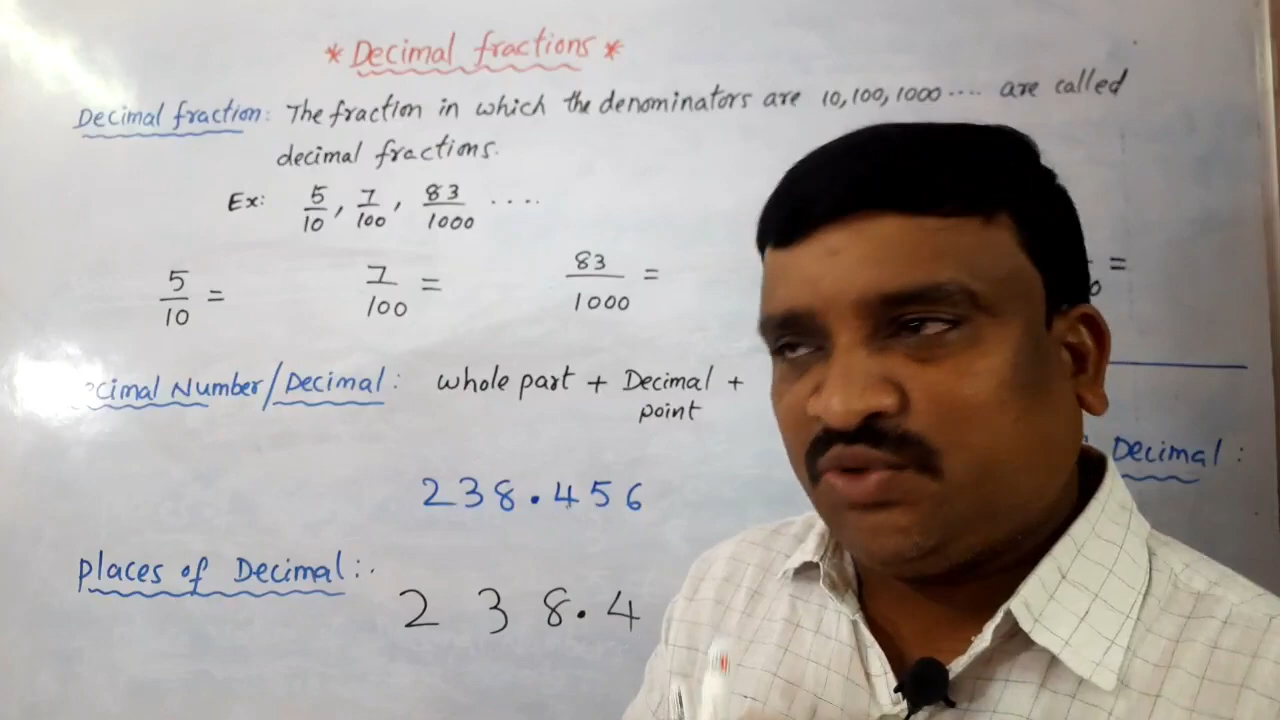 * Decimal fractions *
Decimal fraction: The fraction in which the denominators are 10,100,1000.... are called
decimal fractions.
Ex: 5/10, 7/100, 83/1000 ....
5/10 = 7/100 = 83/1000 = =
Number/Decimal: whole part + Decimal +
point
Decimal:
238.456
Places of Decimal:
2 3 8.4